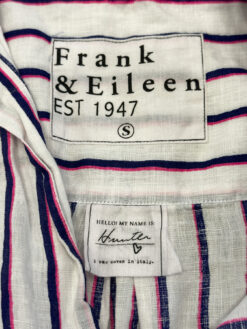 Frank
& Eileen
EST 1947
S
HELLO! MY NAME IS:
Hunter
i was woven in italy.